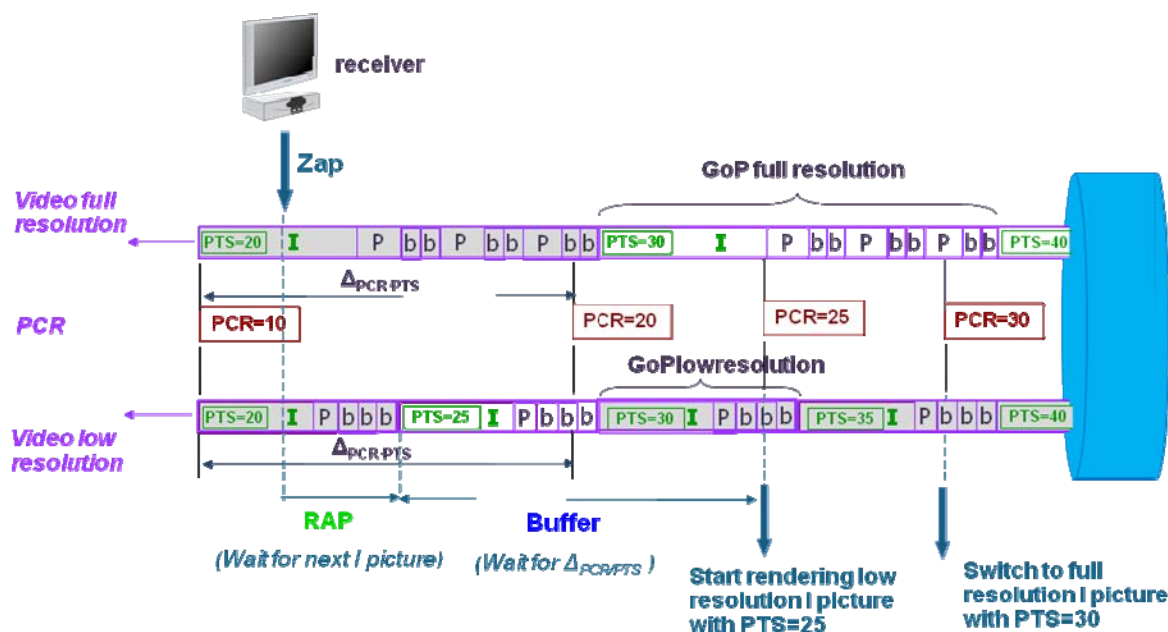 receiver
Zap
Video full
resolution
GoP full resolution
PTS=20 I P b b P b b P b b PTS=30 I P b b P b b P b b PTS=40
ΔPCR-PTS
PCR
PCR=10 PCR=20 PCR=25 PCR=30
GoPlowresolution
PTS=20 I P b b b PTS=25 I P b b b PTS=30 I P b b b PTS=35 I P b b b PTS=40
Video low
resolution
ΔPCR-PTS
RAP
(Wait for next I picture)
Buffer
(Wait for ΔPCR/PTS )
Start rendering low
resolution I picture
with PTS=25
Switch to full
resolution I picture
with PTS=30